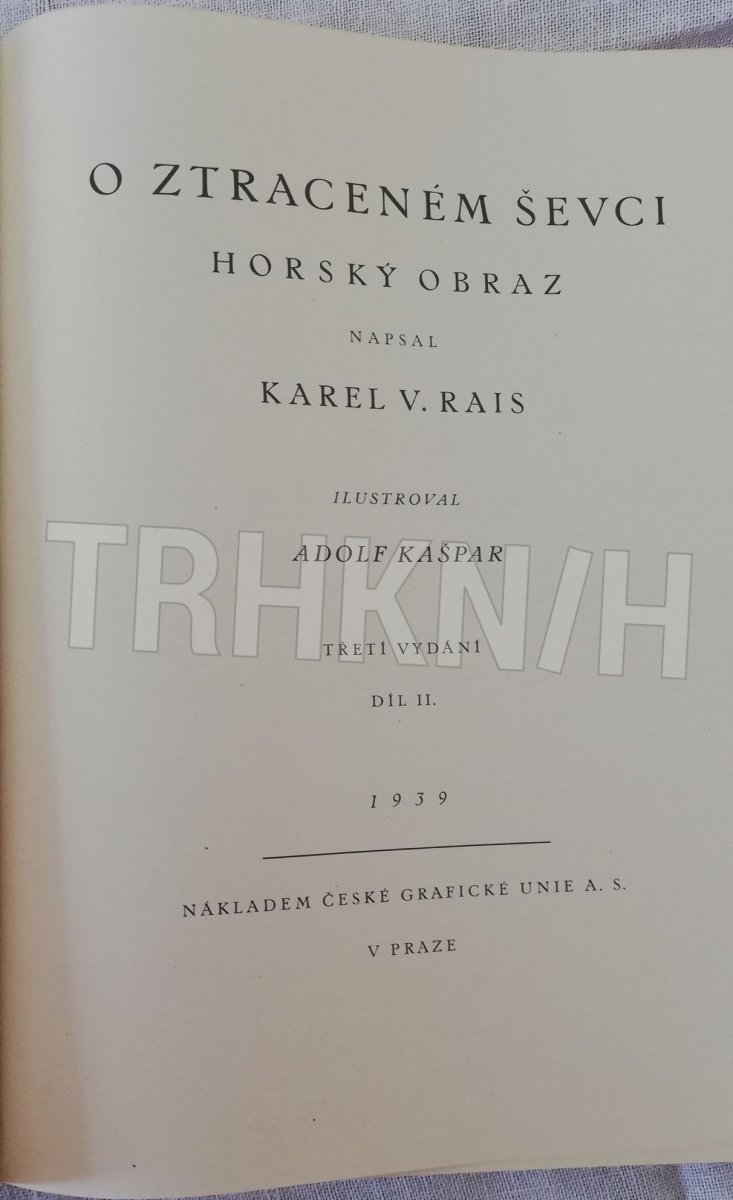 O ZTRACENÉM ŠEVCI
HORSKÝ OBRAZ
NAPSAL
KAREL V. RAIS
ILUSTROVAL
ADOLF KAŠPAR
TRHKN/H
TŘETÍ VYDÁNÍ
DÍL II.
1939
NÁKLADEM ČESKÉ GRAFICKÉ UNIE A. S.
V PRAZE